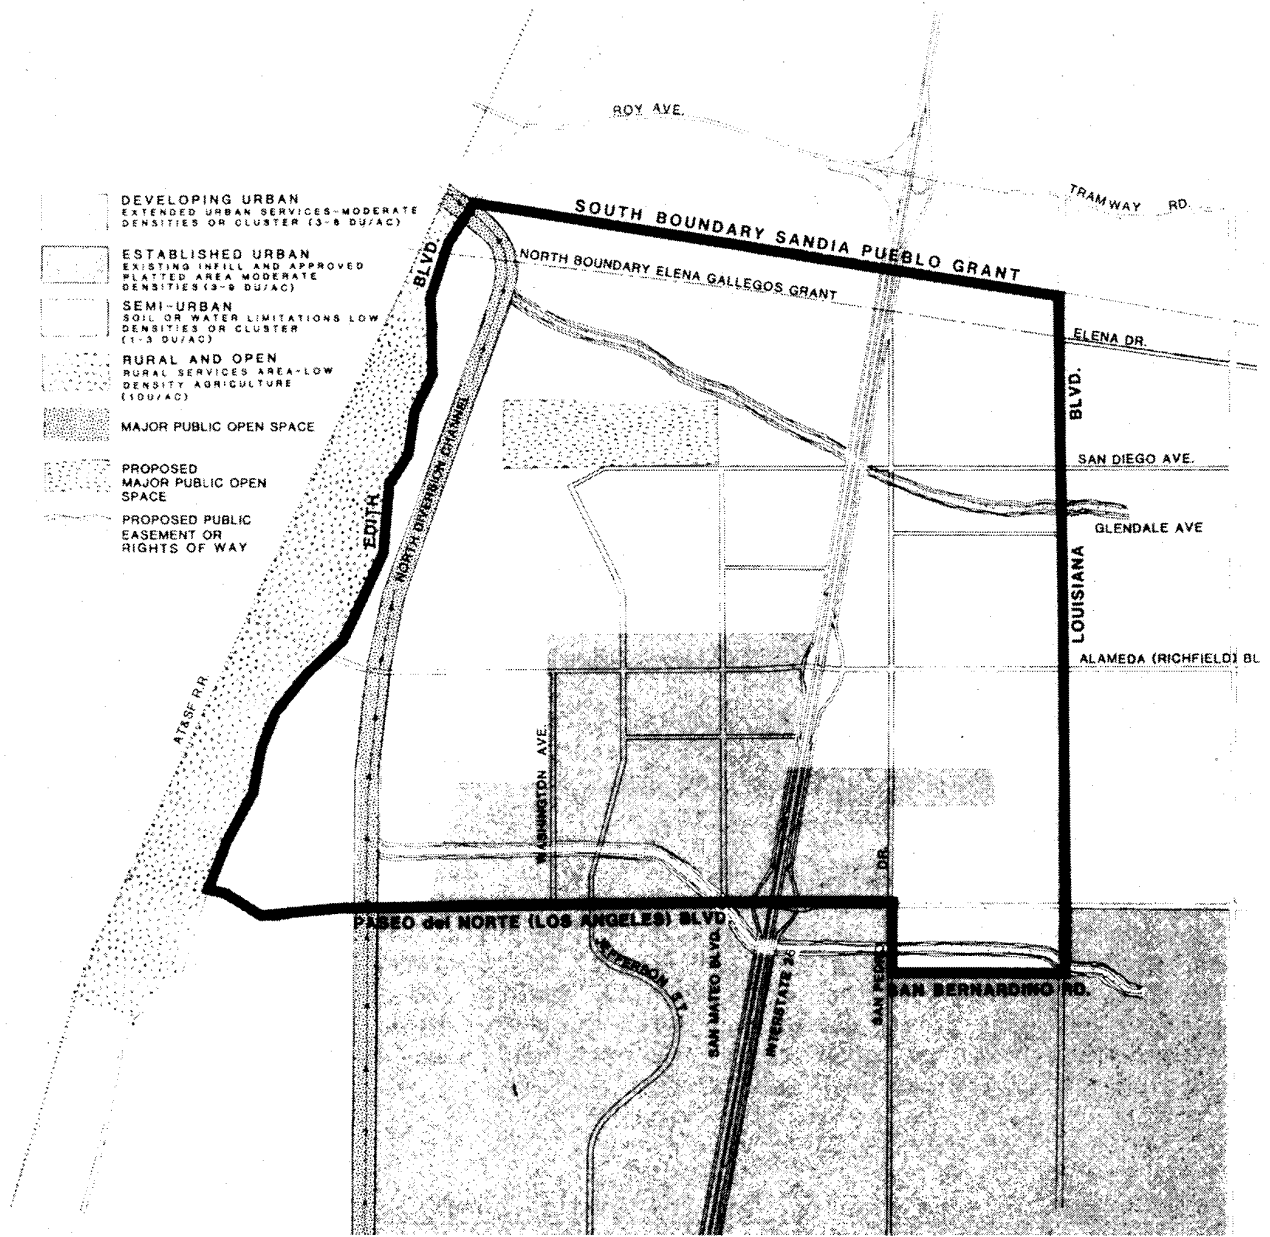 ROY AVE.
TRAMWAY RD.
DEVELOPING URBAN
EXTENDED URBAN SERVICES-MODERATE
DENSITIES OR CLUSTER (3-6 DU/AC)
ESTABLISHED URBAN
EXISTING INFILL AND APPROVED
PLATTED AREA MODERATE
DENSITIES (3-9 DU/AC)
SEMI-URBAN
SOIL OR WATER LIMITATIONS LOW
DENSITIES OR CLUSTER
(1-3 DU/AC)
RURAL AND OPEN
RURAL SERVICES AREA-LOW
DENSITY AGRICULTURE
(1DU/AC)
MAJOR PUBLIC OPEN SPACE
PROPOSED
MAJOR PUBLIC OPEN
SPACE
PROPOSED PUBLIC
EASEMENT OR
RIGHTS OF WAY
SOUTH BOUNDARY SANDIA PUEBLO GRANT
NORTH BOUNDARY ELENA GALLEGOS GRANT
EDITH BLVD.
NORTH DIVERSION CHANNEL
ELENA DR.
LOUISIANA BLVD.
SAN DIEGO AVE.
GLENDALE AVE
ALAMEDA (RICHFIELD) BL
AT&SF R.R.
WASHINGTON AVE.
PASEO del NORTE (LOS ANGELES) BLVD
JEFFERSON ST.
SAN MATEO BLVD.
INTERSTATE 25
SAN PEDRO DR.
SAN BERNARDINO RD.